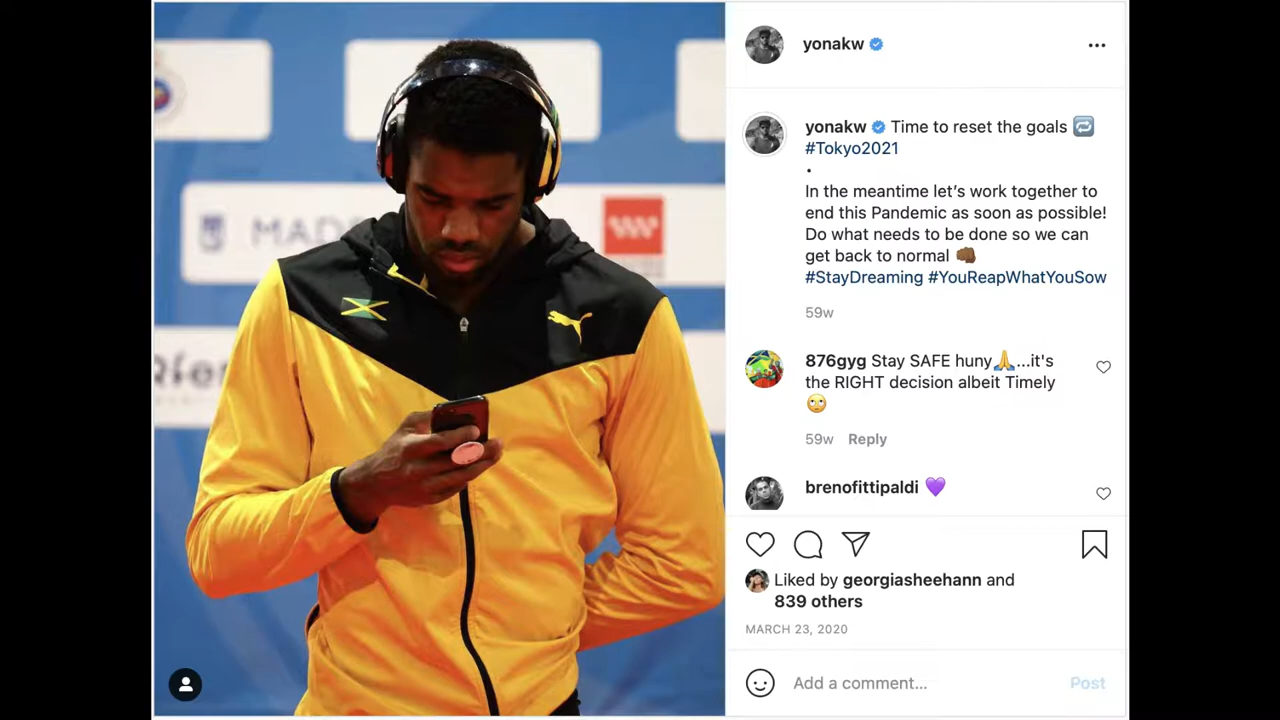 yonakw
yonakw Time to reset the goals 🔁
#Tokyo2021
•
In the meantime let's work together to
end this Pandemic as soon as possible!
Do what needs to be done so we can
get back to normal 👊🏾
#StayDreaming #YouReapWhatYouSow
59w
876gyg Stay SAFE huny🙏...it's
the RIGHT decision albeit Timely
🙄
59w Reply
brenofittipaldi 💜
Liked by georgiasheehann and
839 others
MARCH 23, 2020
Add a comment... Post